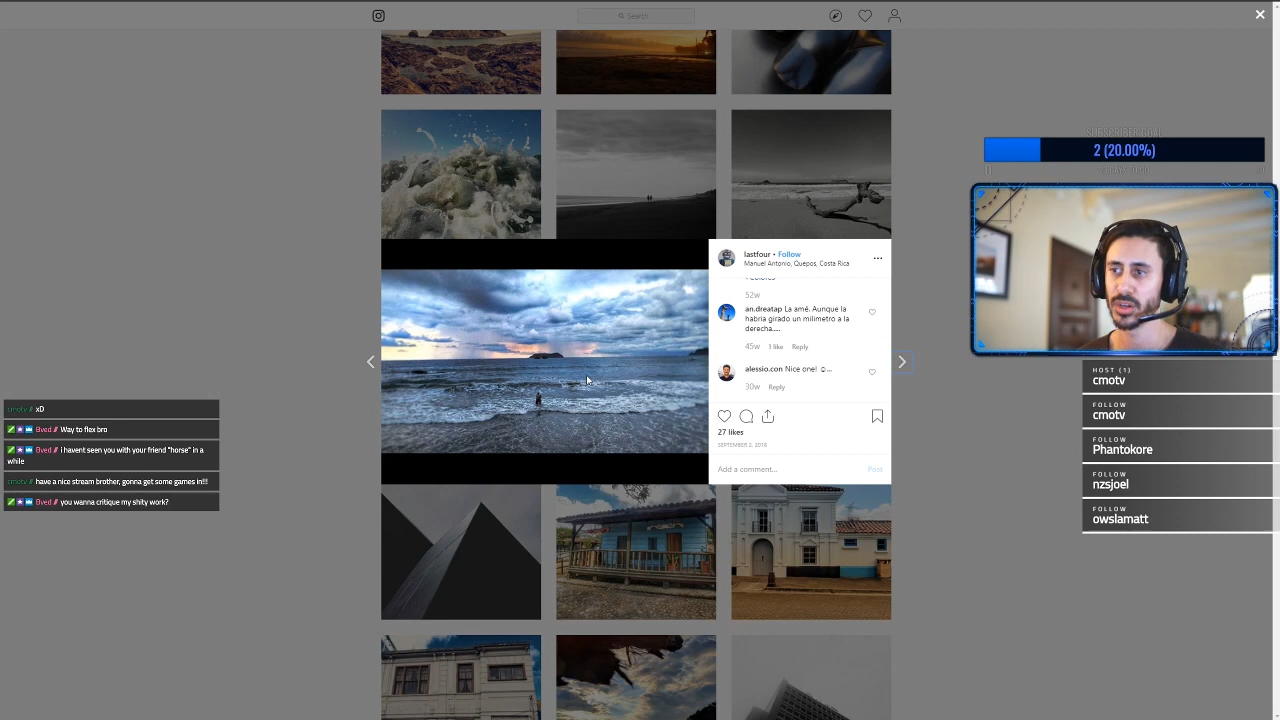 Search
SUBSCRIBER GOAL
2 (20.00%)
lastfour • Follow
Manuel Antonio, Quepos, Costa Rica
52w
an.dreatap La amé. Aunque la
habría girado un milímetro a la
derecha.....
45w 1 like Reply
alessio.con Nice one! ☺...
30w Reply
27 likes
SEPTEMBER 2, 2018
Add a comment... Post
HOST (1)
cmotv
FOLLOW
cmotv
FOLLOW
Phantokore
FOLLOW
nzsjoel
FOLLOW
owslamatt
cmotv // xD
Bved // Way to flex bro
Bved // i havent seen you with your friend "horse" in a
while
cmotv // have a nice stream brother, gonna get some games in!!!
Bved // you wanna critique my shity work?